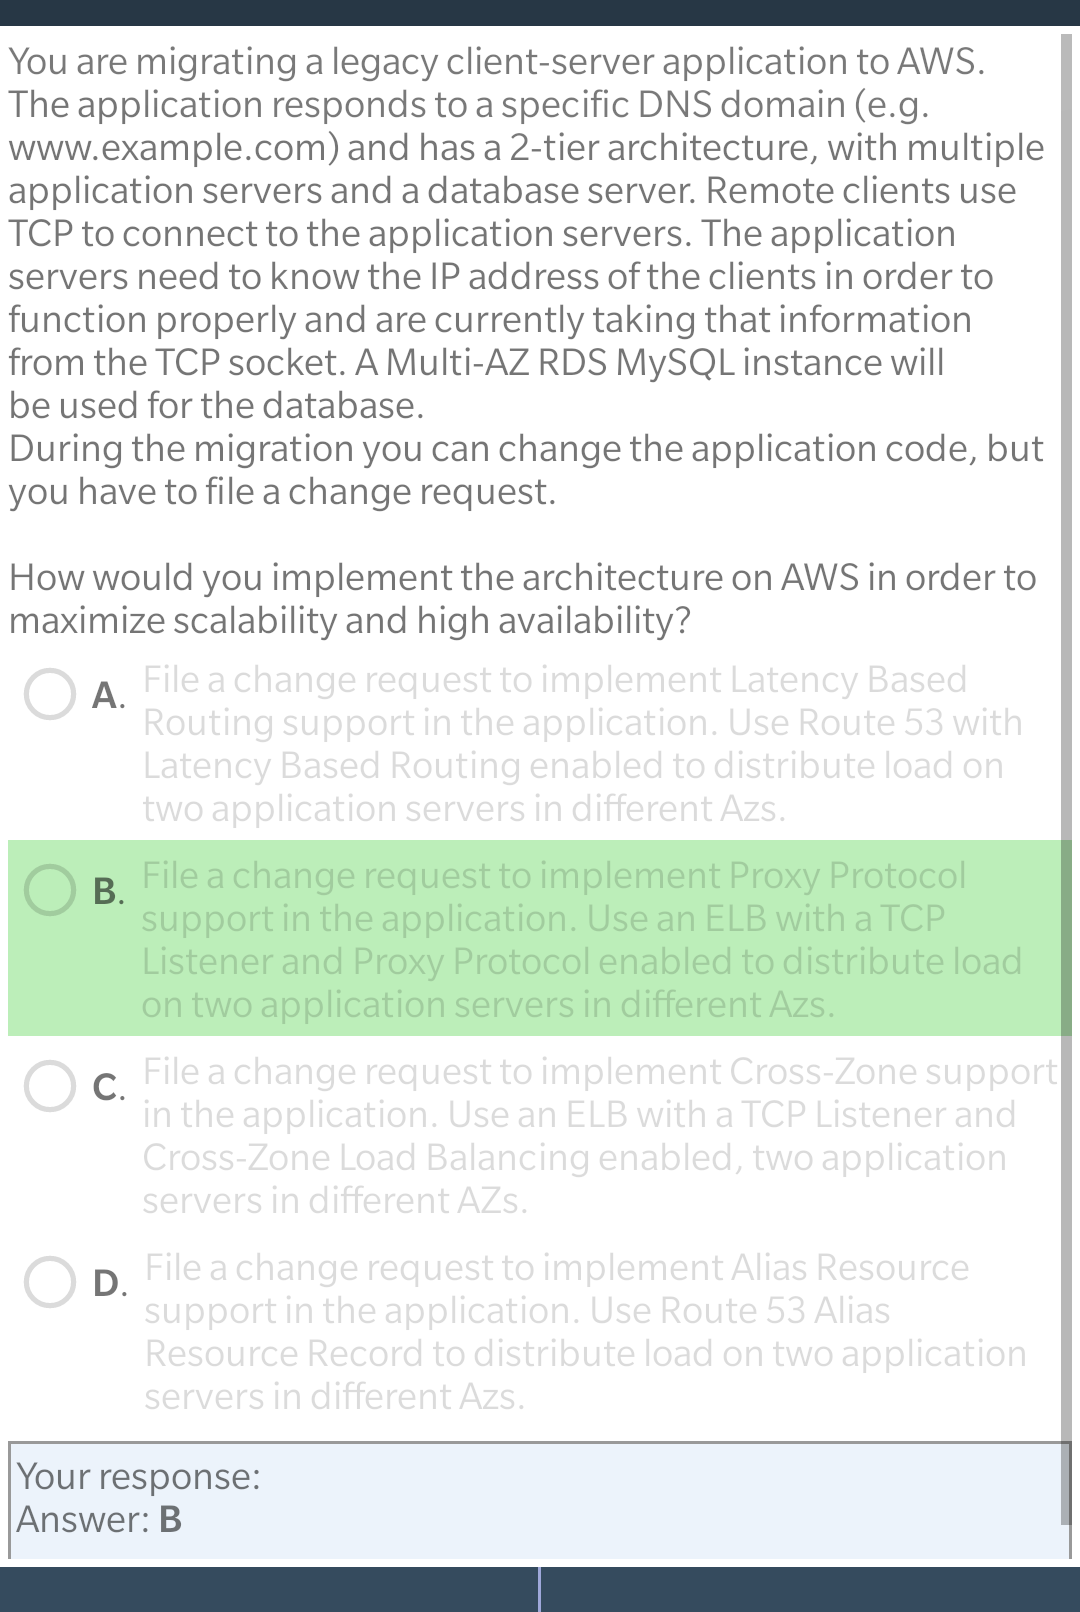 You are migrating a legacy client-server application to AWS.
The application responds to a specific DNS domain (e.g.
www.example.com) and has a 2-tier architecture, with multiple
application servers and a database server. Remote clients use
TCP to connect to the application servers. The application
servers need to know the IP address of the clients in order to
function properly and are currently taking that information
from the TCP socket. A Multi-AZ RDS MySQL instance will
be used for the database.
During the migration you can change the application code, but
you have to file a change request.
How would you implement the architecture on AWS in order to
maximize scalability and high availability?
A. File a change request to implement Latency Based
Routing support in the application. Use Route 53 with
Latency Based Routing enabled to distribute load on
two application servers in different Azs.
B. File a change request to implement Proxy Protocol
support in the application. Use an ELB with a TCP
Listener and Proxy Protocol enabled to distribute load
on two application servers in different Azs.
C. File a change request to implement Cross-Zone support
in the application. Use an ELB with a TCP Listener and
Cross-Zone Load Balancing enabled, two application
servers in different AZs.
D. File a change request to implement Alias Resource
support in the application. Use Route 53 Alias
Resource Record to distribute load on two application
servers in different Azs.
Your response:
Answer: B